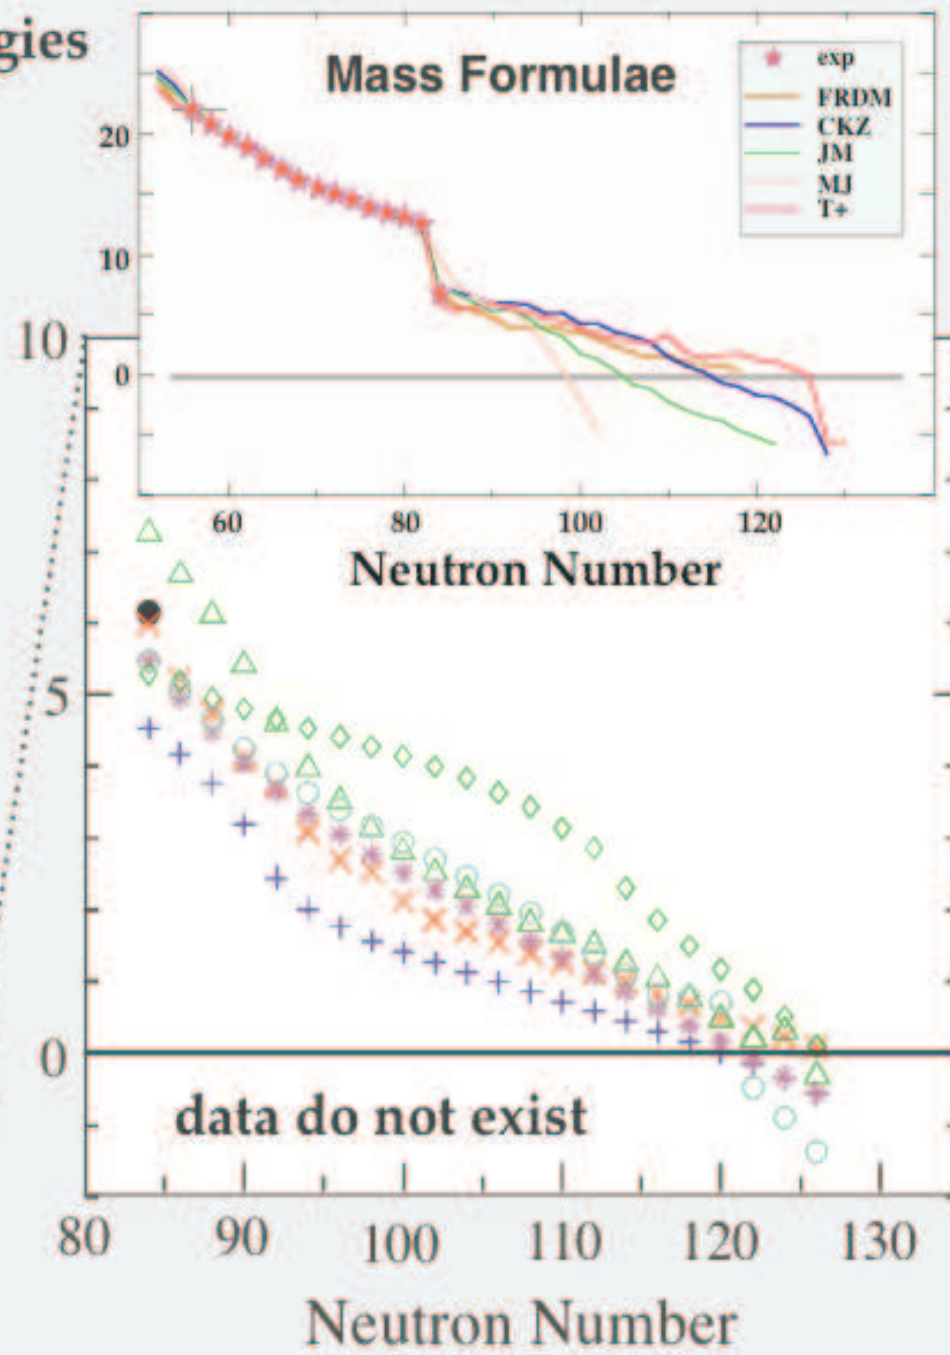 gies
Mass Formulae
exp
FRDM
CKZ
JM
MJ
T+
20
10
0
60 80 100 120
Neutron Number
10
5
0
data do not exist
80 90 100 110 120 130
Neutron Number